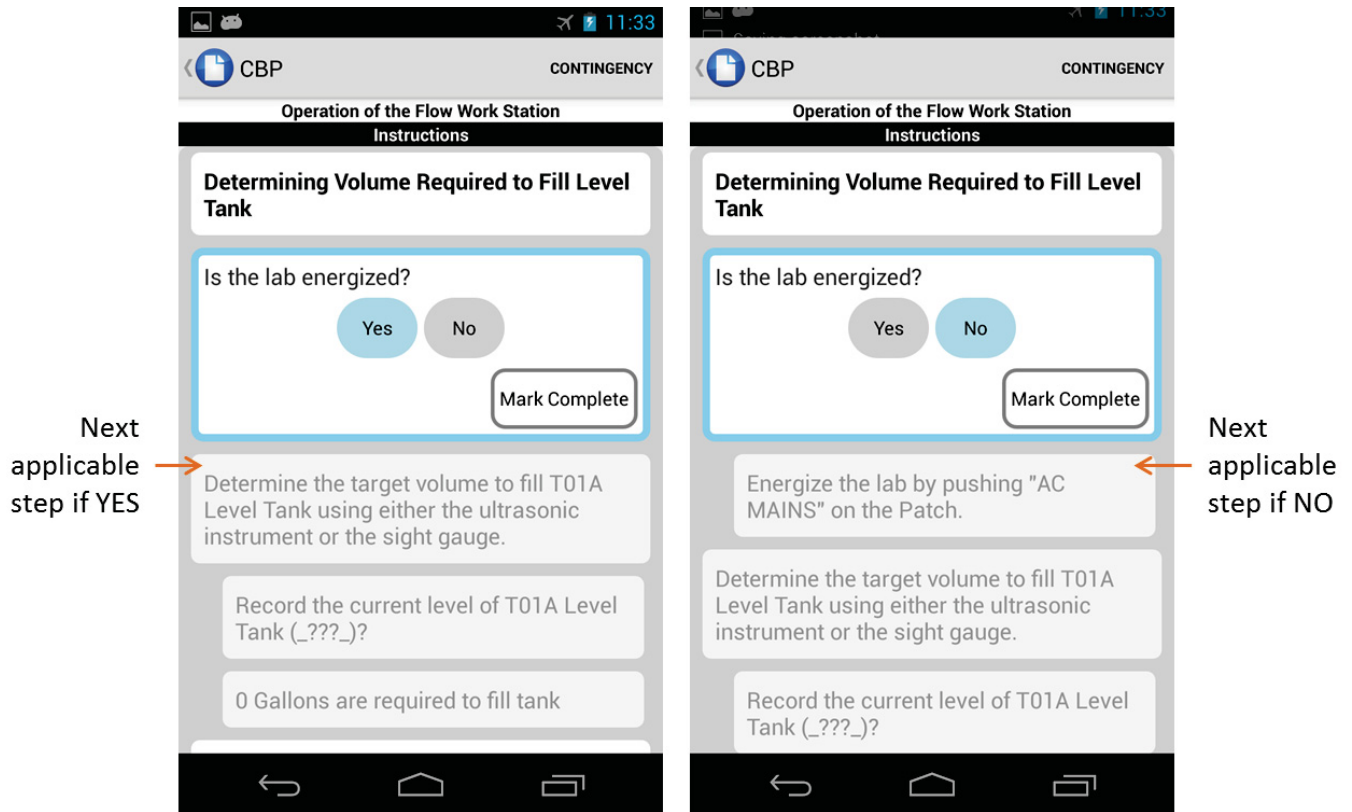 11:33
CBP
CONTINGENCY
Operation of the Flow Work Station
Instructions
Determining Volume Required to Fill Level
Tank
Is the lab energized?
Yes
No
Mark Complete
Next
applicable
step if YES
Determine the target volume to fill T01A
Level Tank using either the ultrasonic
instrument or the sight gauge.
Record the current level of T01A Level
Tank (_???_)?
0 Gallons are required to fill tank
11:33
Saving screenshot
CBP
CONTINGENCY
Operation of the Flow Work Station
Instructions
Determining Volume Required to Fill Level
Tank
Is the lab energized?
Yes
No
Mark Complete
Next
applicable
step if NO
Energize the lab by pushing "AC
MAINS" on the Patch.
Determine the target volume to fill T01A
Level Tank using either the ultrasonic
instrument or the sight gauge.
Record the current level of T01A Level
Tank (_???_)?